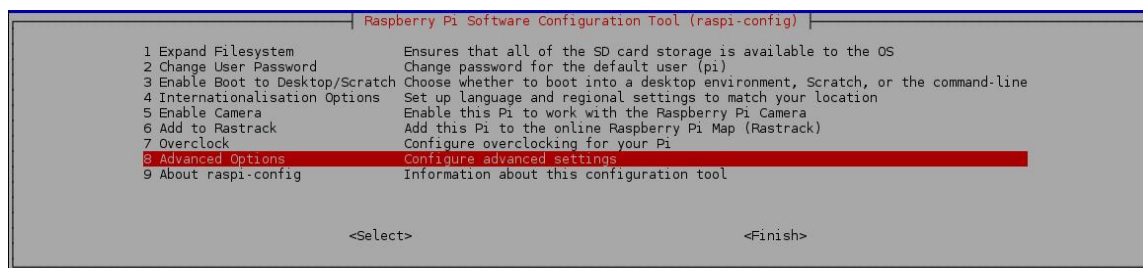 Raspberry Pi Software Configuration Tool (raspi-config)
1 Expand Filesystem Ensures that all of the SD card storage is available to the OS
2 Change User Password Change password for the default user (pi)
3 Enable Boot to Desktop/Scratch Choose whether to boot into a desktop environment, Scratch, or the command-line
4 Internationalisation Options Set up language and regional settings to match your location
5 Enable Camera Enable this Pi to work with the Raspberry Pi Camera
6 Add to Rastrack Add this Pi to the online Raspberry Pi Map (Rastrack)
7 Overclock Configure overclocking for your Pi
8 Advanced Options Configure advanced settings
9 About raspi-config Information about this configuration tool
<Select> <Finish>